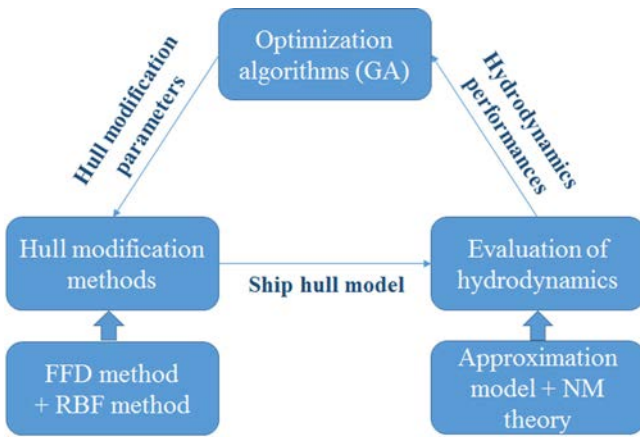 Optimization
algorithms (GA)
Hull modification
parameters
Hydrodynamics
performances
Hull modification
methods
Ship hull model
Evaluation of
hydrodynamics
FFD method
+ RBF method
Approximation
model + NM
theory